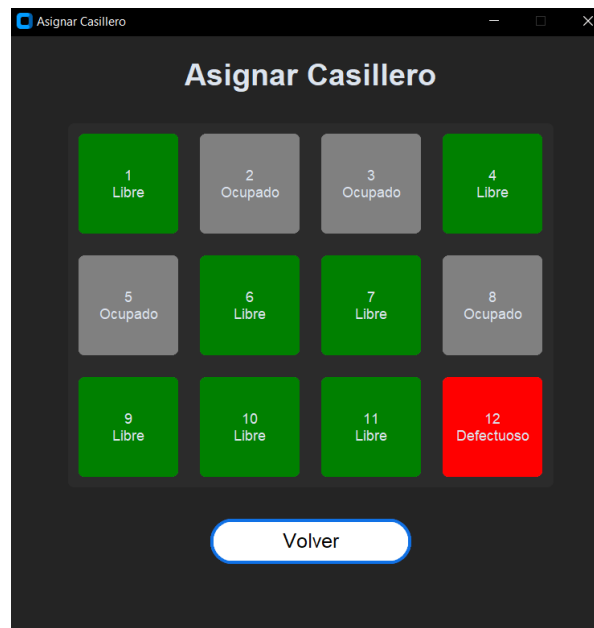 Asignar Casillero
Asignar Casillero
1
Libre
2
Ocupado
3
Ocupado
4
Libre
5
Ocupado
6
Libre
7
Libre
8
Ocupado
9
Libre
10
Libre
11
Libre
12
Defectuoso
Volver